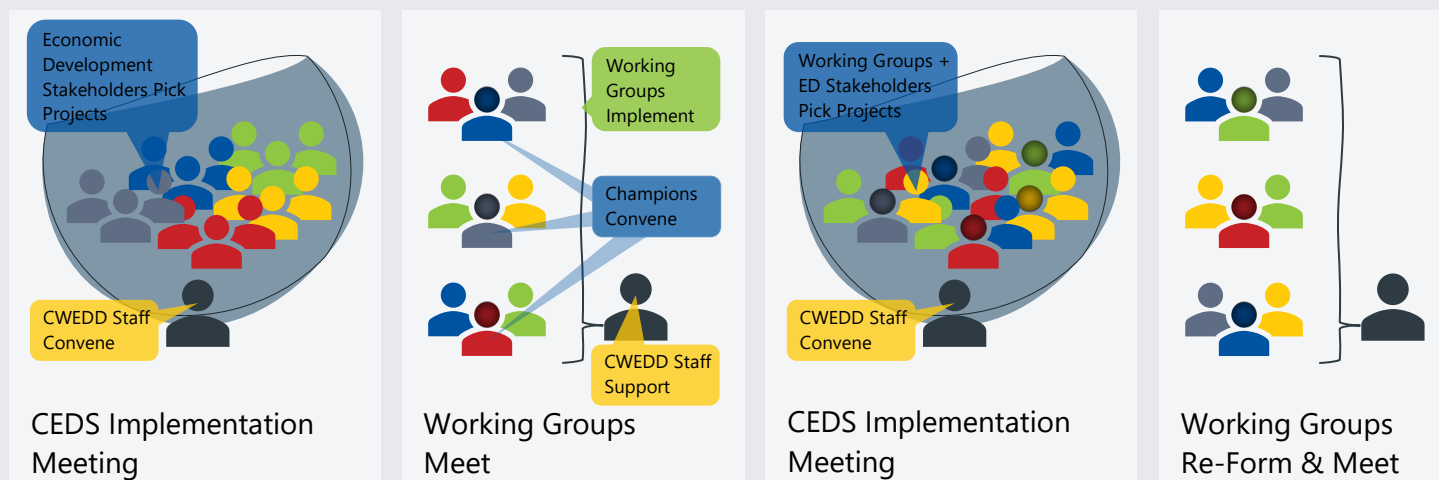 Economic
Development
Stakeholders Pick
Projects
CWEDD Staff
Convene
CEDS Implementation
Meeting
Working
Groups
Implement
Champions
Convene
CWEDD Staff
Support
Working Groups
Meet
Working Groups +
ED Stakeholders
Pick Projects
CWEDD Staff
Convene
CEDS Implementation
Meeting
Working Groups
Re-Form & Meet